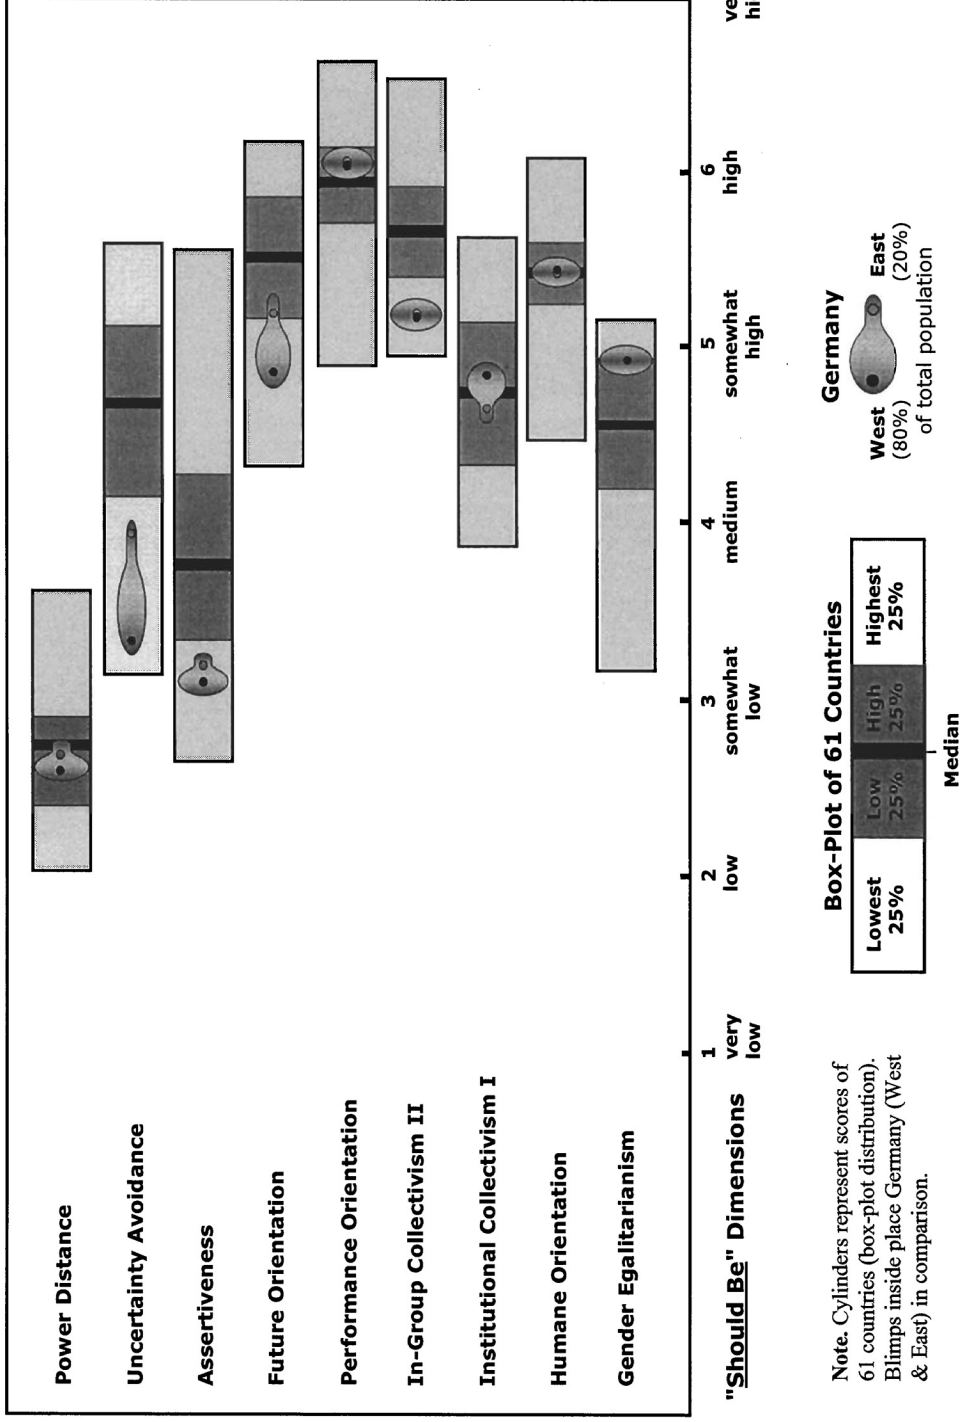 Power Distance
Uncertainty Avoidance
Assertiveness
Future Orientation
Performance Orientation
In-Group Collectivism II
Institutional Collectivism I
Humane Orientation
Gender Egalitarianism
"Should Be" Dimensions
1
very
low
2
low
3
somewhat
low
4
medium
5
somewhat
high
6
high
ve
hi
Note. Cylinders represent scores of
61 countries (box-plot distribution).
Blimps inside place Germany (West
& East) in comparison.
Box-Plot of 61 Countries
Lowest
25%
Low
25%
High
25%
Highest
25%
Median
Germany
West
(80%)
East
(20%)
of total population